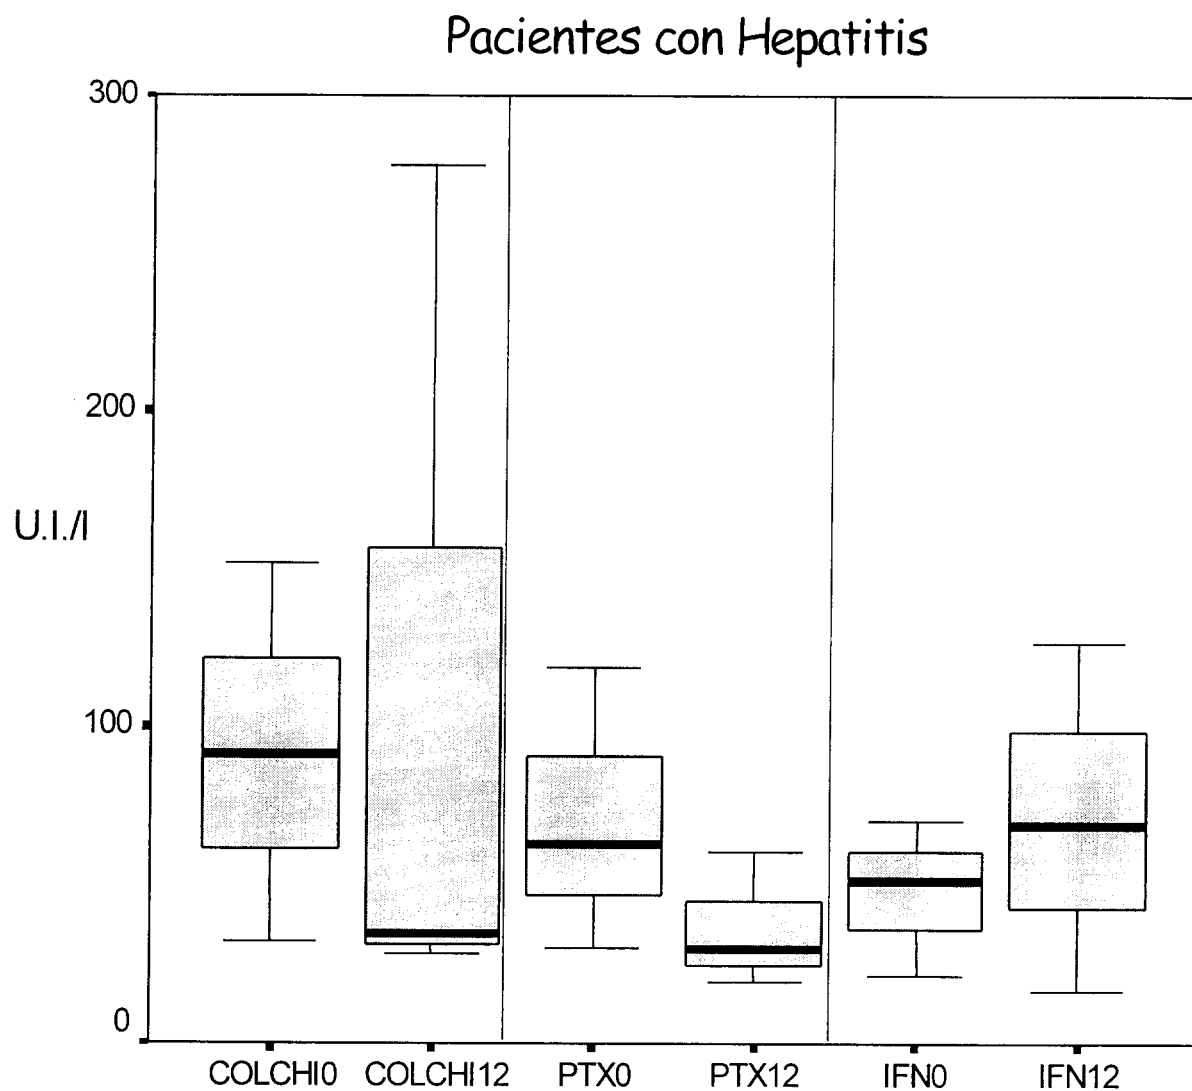 Pacientes con Hepatitis
300
200
U.I./l
100
0
COLCHI0 COLCHI12 PTX0 PTX12 IFN0 IFN12